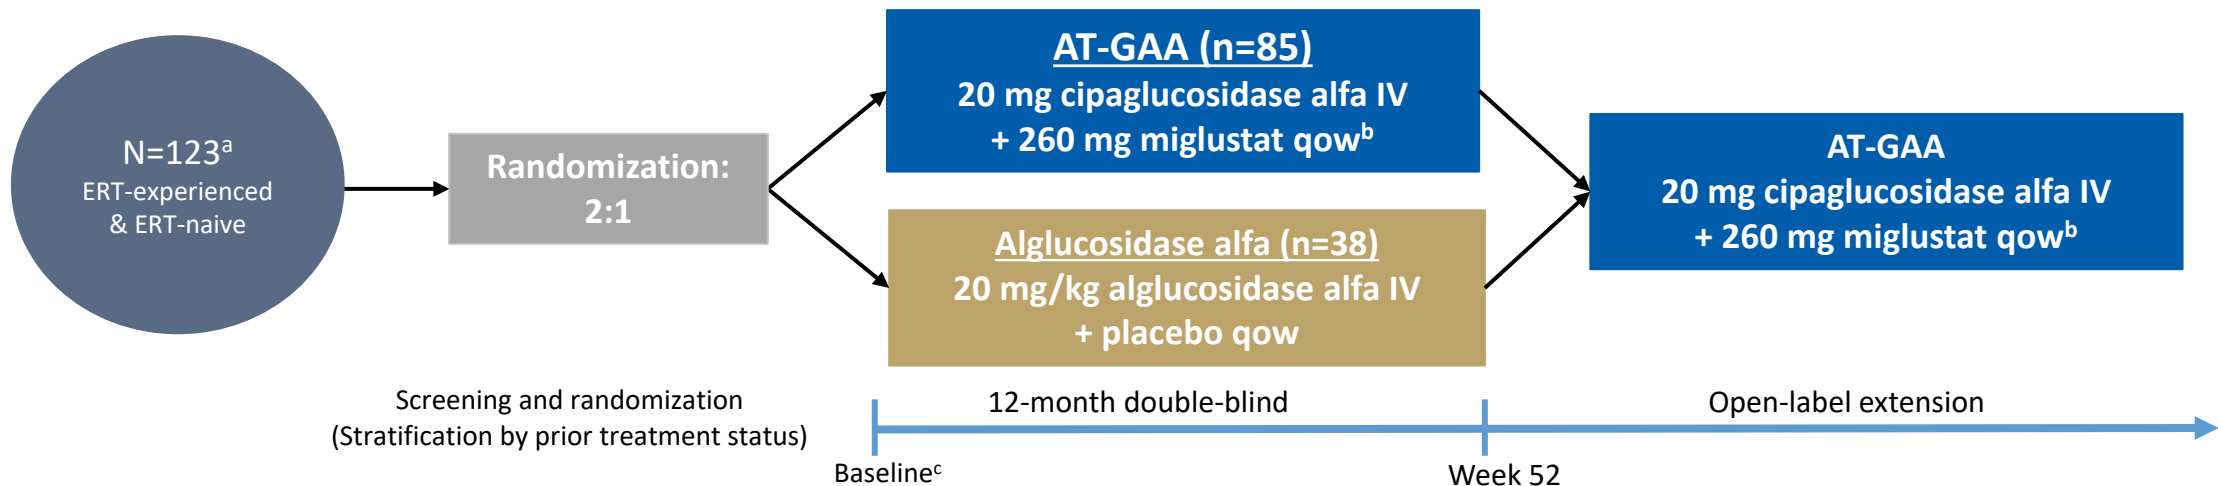 N=123ᵃ
ERT-experienced
& ERT-naive
Randomization:
2:1
AT-GAA (n=85)
20 mg cipaglucosidase alfa IV
+ 260 mg miglustat qowᵇ
Alglucosidase alfa (n=38)
20 mg/kg alglucosidase alfa IV
+ placebo qow
AT-GAA
20 mg cipaglucosidase alfa IV
+ 260 mg miglustat qowᵇ
Screening and randomization
(Stratification by prior treatment status)
12-month double-blind
Open-label extension
Baselineᶜ
Week 52